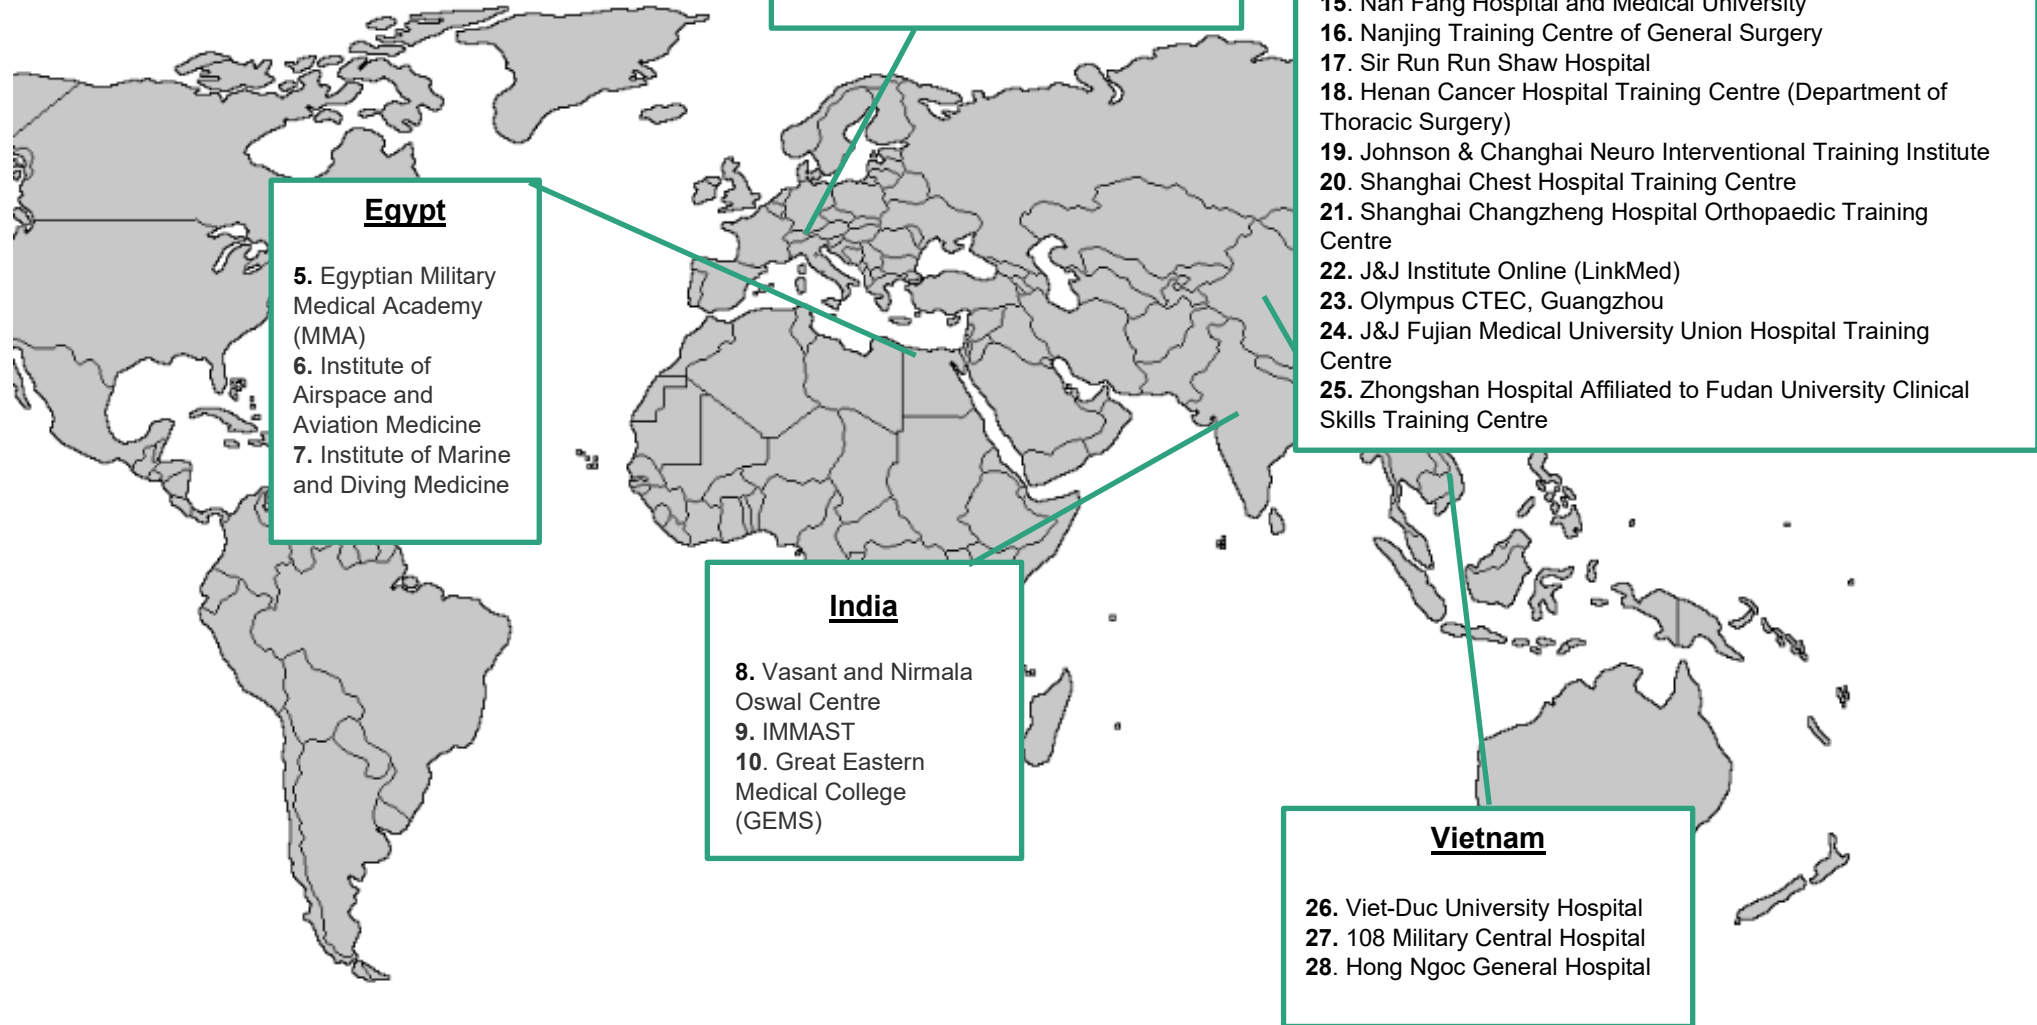 15. Nan Fang Hospital and Medical University
16. Nanjing Training Centre of General Surgery
17. Sir Run Run Shaw Hospital
18. Henan Cancer Hospital Training Centre (Department of
Thoracic Surgery)
19. Johnson & Changhai Neuro Interventional Training Institute
20. Shanghai Chest Hospital Training Centre
21. Shanghai Changzheng Hospital Orthopaedic Training
Centre
22. J&J Institute Online (LinkMed)
23. Olympus CTEC, Guangzhou
24. J&J Fujian Medical University Union Hospital Training
Centre
25. Zhongshan Hospital Affiliated to Fudan University Clinical
Skills Training Centre
Egypt
5. Egyptian Military
Medical Academy
(MMA)
6. Institute of
Airspace and
Aviation Medicine
7. Institute of Marine
and Diving Medicine
India
8. Vasant and Nirmala
Oswal Centre
9. IMMAST
10. Great Eastern
Medical College
(GEMS)
Vietnam
26. Viet-Duc University Hospital
27. 108 Military Central Hospital
28. Hong Ngoc General Hospital